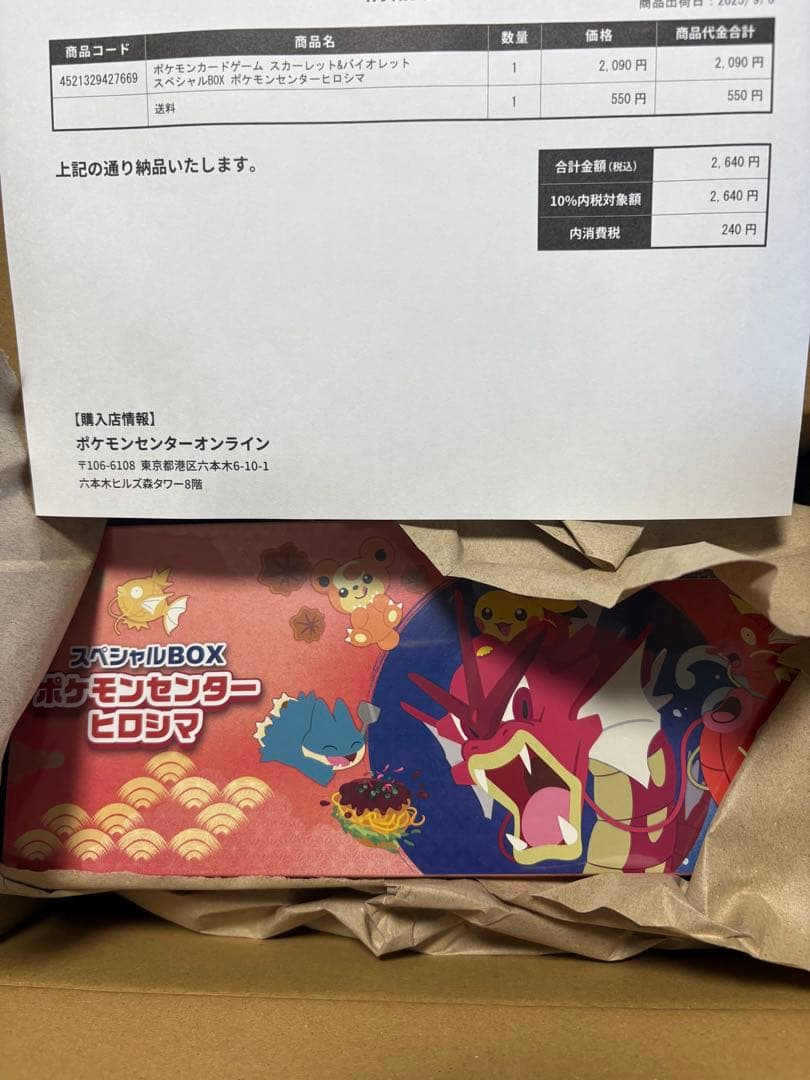 商品出荷日：2025/9/6
商品コード 商品名 数量 価格 商品代金合計
4521329427669 ポケモンカードゲーム スカーレット&バイオレット
スペシャルBOX ポケモンセンターヒロシマ 1 2,090 円 2,090 円
送料 1 550 円 550 円
上記の通り納品いたします。
合計金額(税込) 2,640 円
10%内税対象額 2,640 円
内消費税 240 円
【購入店情報】
ポケモンセンターオンライン
〒106-6108 東京都港区六本木6-10-1
六本木ヒルズ森タワー8階
スペシャルBOX
ポケモンセンター
ヒロシマ